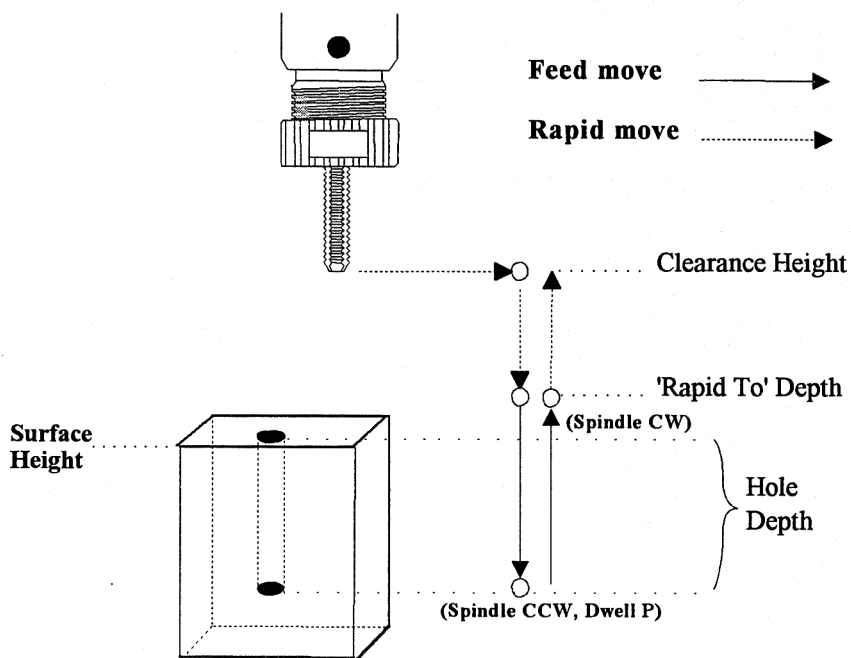 Feed move
Rapid move
Clearance Height
'Rapid To' Depth
(Spindle CW)
Surface
Height
Hole
Depth
(Spindle CCW, Dwell P)